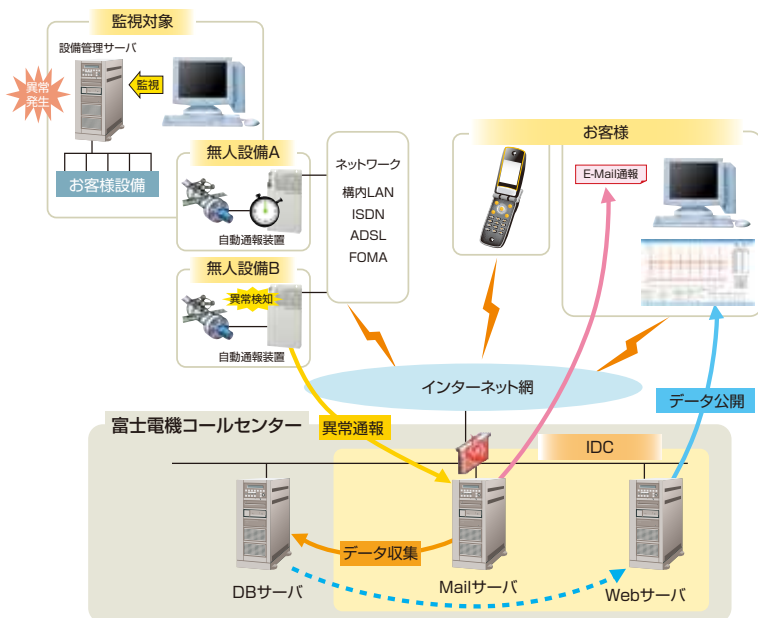 監視対象
設備管理サーバ
異常
発生
監視
お客様設備
無人設備A
自動通報装置
無人設備B
異常検知
自動通報装置
ネットワーク
構内LAN
ISDN
ADSL
FOMA
お客様
E-Mail通報
インターネット網
データ公開
富士電機コールセンター
異常通報
IDC
データ収集
DBサーバ
Mailサーバ
Webサーバ